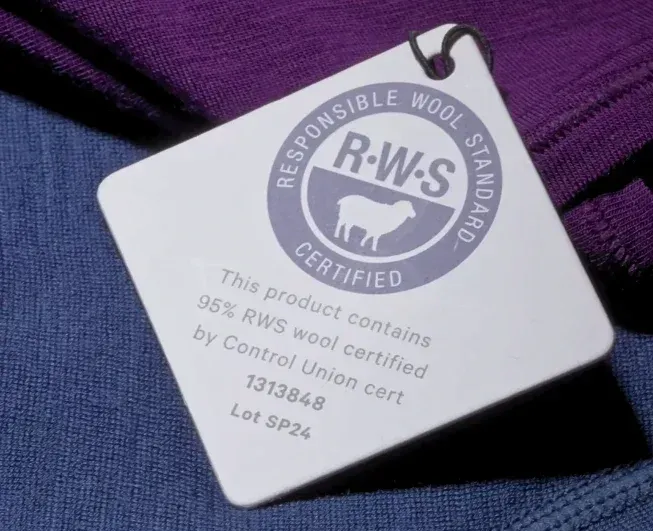 RESPONSIBLE WOOL STANDARD
R·W·S
CERTIFIED
This product contains
95% RWS wool certified
by Control Union cert
1313848
Lot SP24